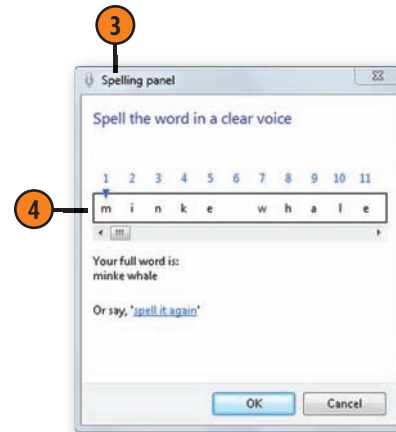 3
Spelling panel
Spell the word in a clear voice
1 2 3 4 5 6 7 8 9 10 11
4
m i n k e w h a l e
Your full word is:
minke whale
Or say, 'spell it again'
OK Cancel